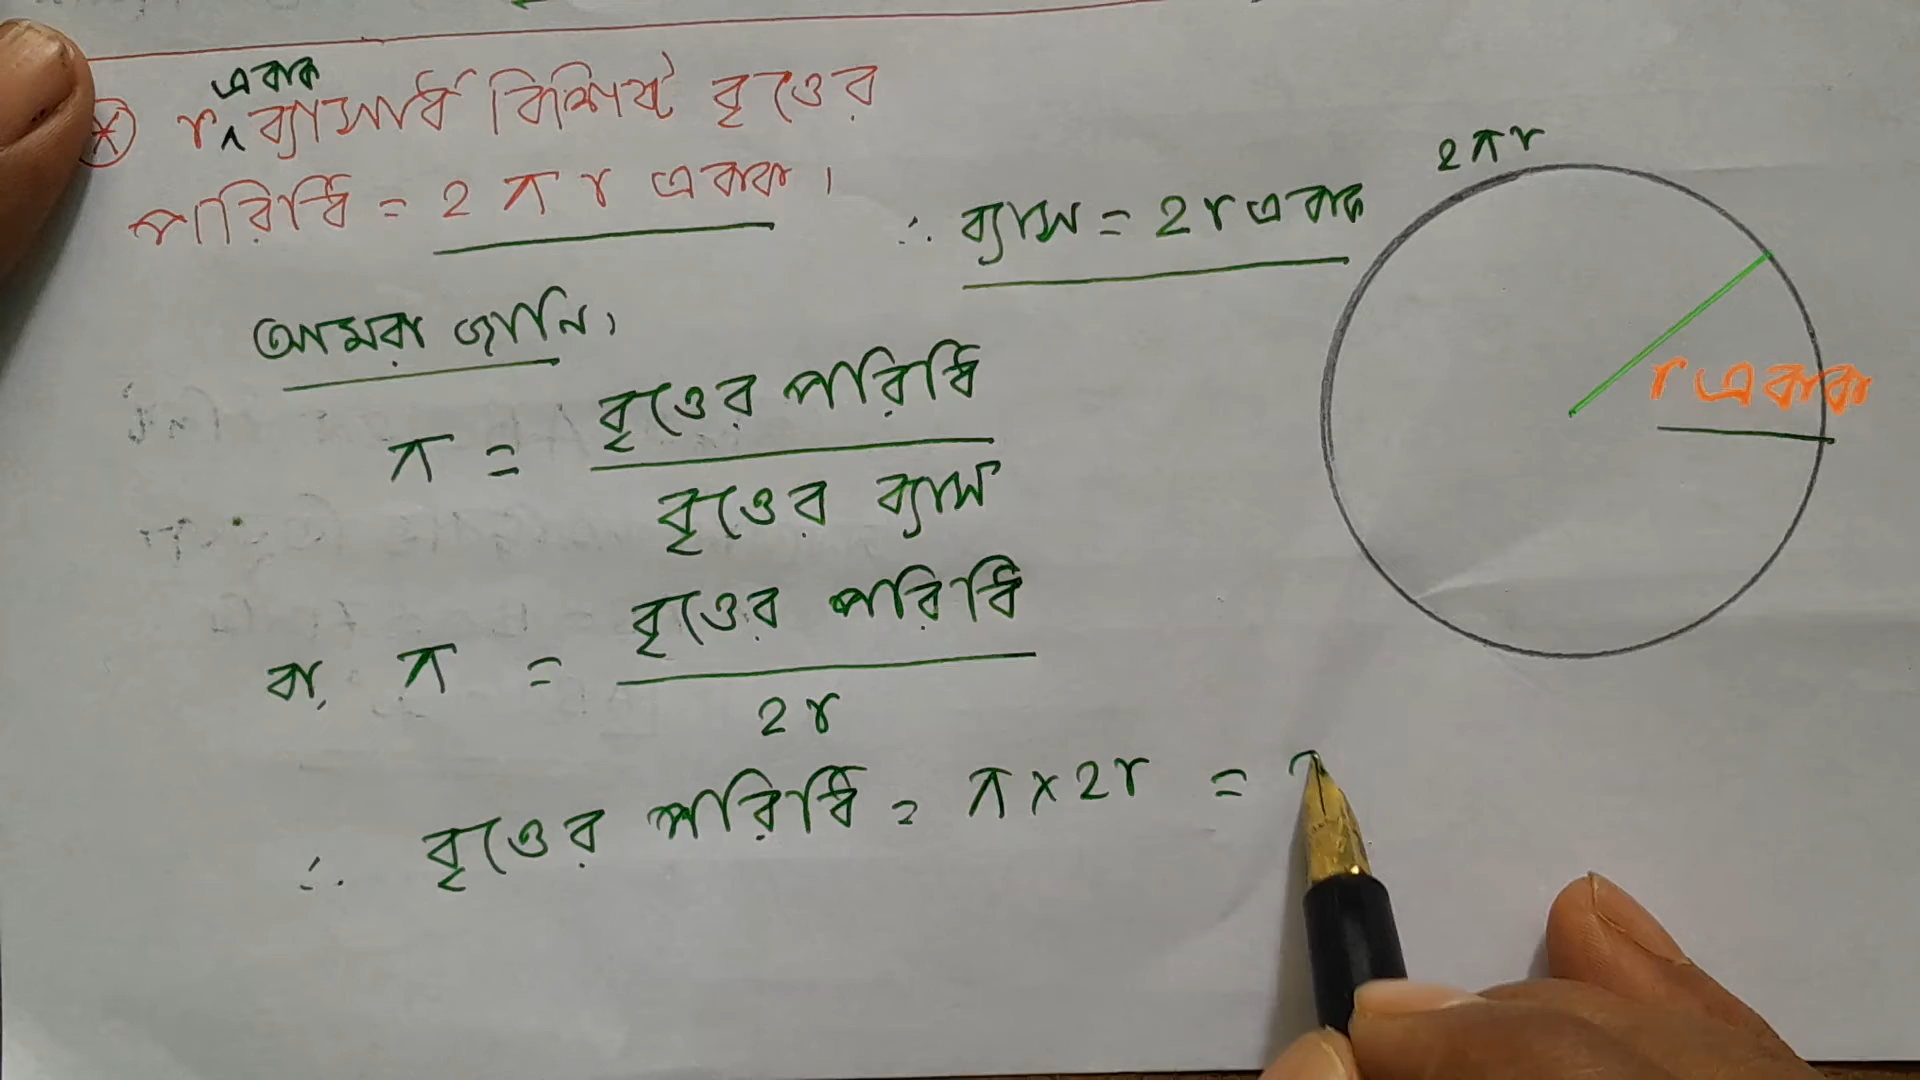 একক
r ^ ব্যাসার্ধ বিশিষ্ট বৃত্তের
পরিধি = 2 π r একক ।
∴ ব্যাস = 2r একক
2πr
r একক
আমরা জানি,
π = বৃত্তের পরিধি
বৃত্তের ব্যাস
বা, π = বৃত্তের পরিধি
2r
∴ বৃত্তের পরিধি = π × 2r =